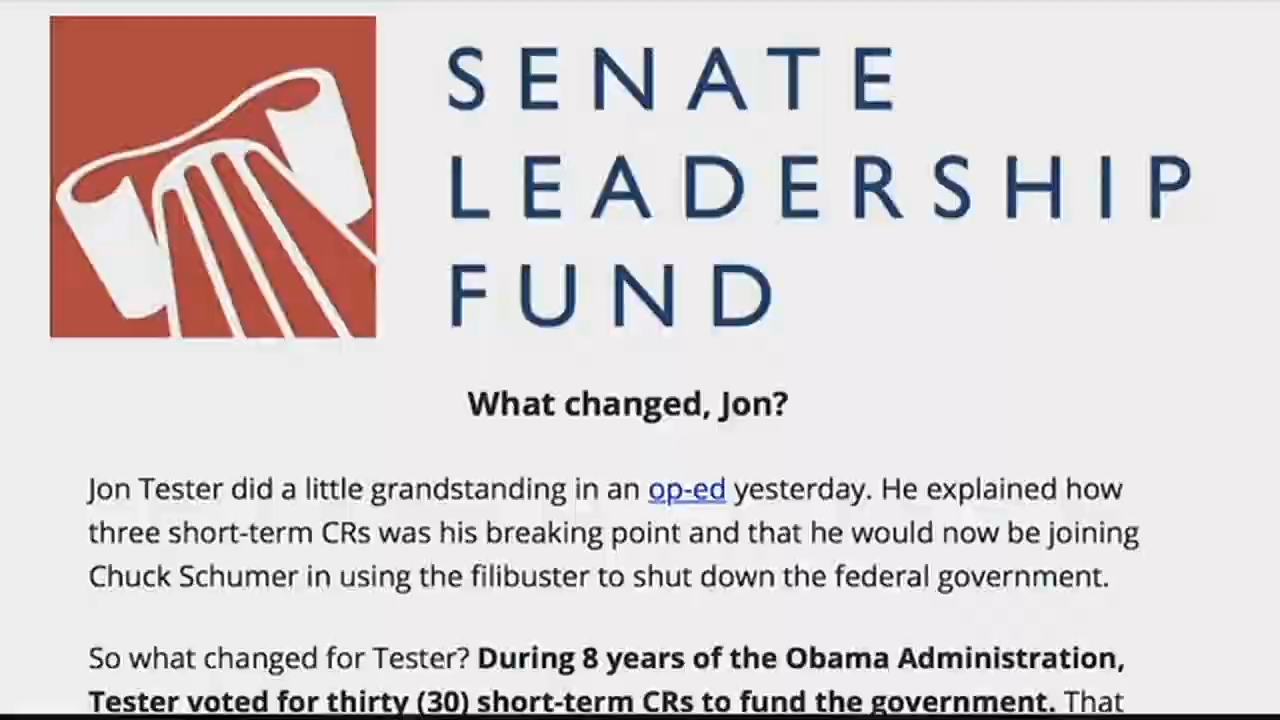 SENATE
LEADERSHIP
FUND
What changed, Jon?
Jon Tester did a little grandstanding in an op-ed yesterday. He explained how
three short-term CRs was his breaking point and that he would now be joining
Chuck Schumer in using the filibuster to shut down the federal government.
So what changed for Tester? During 8 years of the Obama Administration,
Tester voted for thirty (30) short-term CRs to fund the government. That